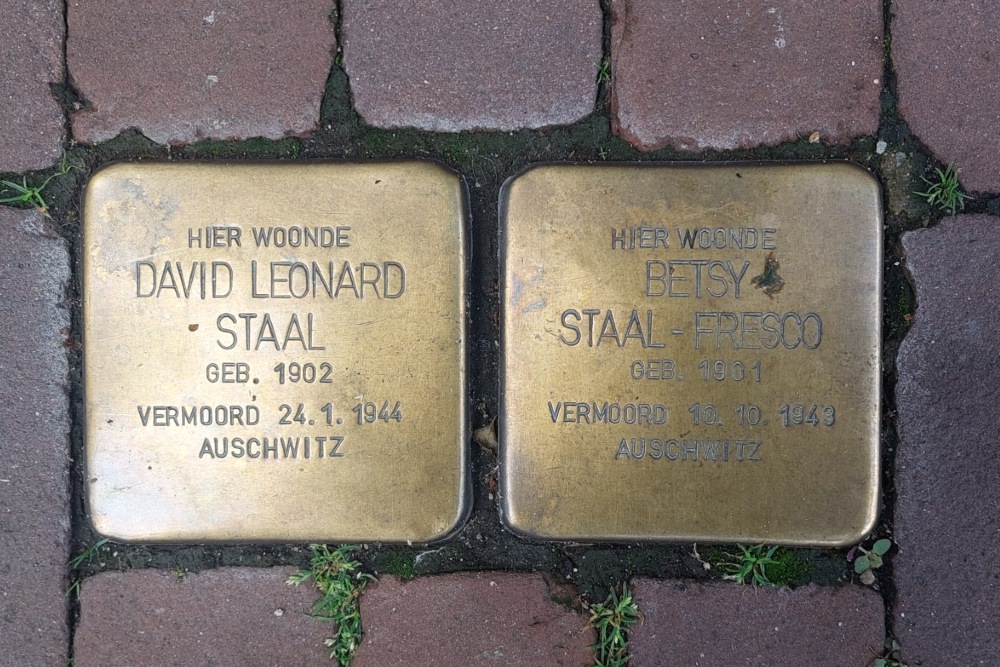 HIER WOONDE
DAVID LEONARD
STAAL
GEB. 1902
VERMOORD 24.1.1944
AUSCHWITZ
HIER WOONDE
BETSY
STAAL-FRESCO
GEB. 1901
VERMOORD 10.10.1943
AUSCHWITZ